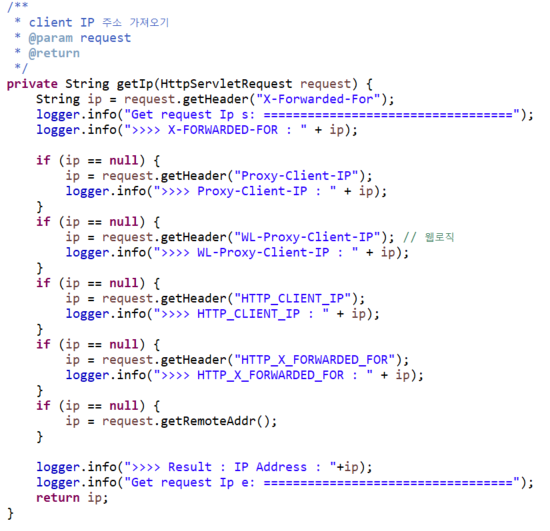 /**
 * client IP 주소 가져오기
 * @param request
 * @return
 */
private String getIp(HttpServletRequest request) {
    String ip = request.getHeader("X-Forwarded-For");
    logger.info("Get request Ip s: ==================================");
    logger.info(">>>> X-FORWARDED-FOR : " + ip);

    if (ip == null) {
        ip = request.getHeader("Proxy-Client-IP");
        logger.info(">>>> Proxy-Client-IP : " + ip);
    }
    if (ip == null) {
        ip = request.getHeader("WL-Proxy-Client-IP"); // 웹로직
        logger.info(">>>> WL-Proxy-Client-IP : " + ip);
    }
    if (ip == null) {
        ip = request.getHeader("HTTP_CLIENT_IP");
        logger.info(">>>> HTTP_CLIENT_IP : " + ip);
    }
    if (ip == null) {
        ip = request.getHeader("HTTP_X_FORWARDED_FOR");
        logger.info(">>>> HTTP_X_FORWARDED_FOR : " + ip);
    }
    if (ip == null) {
        ip = request.getRemoteAddr();
    }

    logger.info(">>>> Result : IP Address : "+ip);
    logger.info("Get request Ip e: ==================================");
    return ip;
}